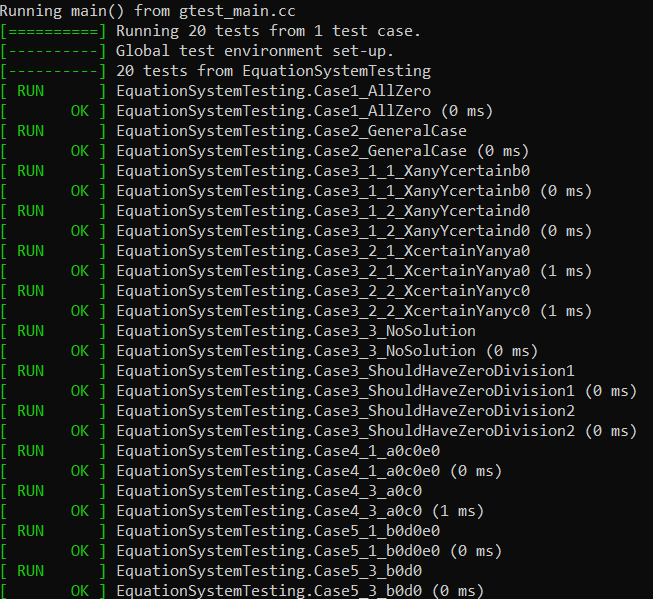 Running main() from gtest_main.cc
[==========] Running 20 tests from 1 test case.
[----------] Global test environment set-up.
[----------] 20 tests from EquationSystemTesting
[ RUN      ] EquationSystemTesting.Case1_AllZero
[       OK ] EquationSystemTesting.Case1_AllZero (0 ms)
[ RUN      ] EquationSystemTesting.Case2_GeneralCase
[       OK ] EquationSystemTesting.Case2_GeneralCase (0 ms)
[ RUN      ] EquationSystemTesting.Case3_1_1_XanyYcertainb0
[       OK ] EquationSystemTesting.Case3_1_1_XanyYcertainb0 (0 ms)
[ RUN      ] EquationSystemTesting.Case3_1_2_XanyYcertaind0
[       OK ] EquationSystemTesting.Case3_1_2_XanyYcertaind0 (0 ms)
[ RUN      ] EquationSystemTesting.Case3_2_1_XcertainYanya0
[       OK ] EquationSystemTesting.Case3_2_1_XcertainYanya0 (1 ms)
[ RUN      ] EquationSystemTesting.Case3_2_2_XcertainYanyc0
[       OK ] EquationSystemTesting.Case3_2_2_XcertainYanyc0 (1 ms)
[ RUN      ] EquationSystemTesting.Case3_3_NoSolution
[       OK ] EquationSystemTesting.Case3_3_NoSolution (0 ms)
[ RUN      ] EquationSystemTesting.Case3_ShouldHaveZeroDivision1
[       OK ] EquationSystemTesting.Case3_ShouldHaveZeroDivision1 (0 ms)
[ RUN      ] EquationSystemTesting.Case3_ShouldHaveZeroDivision2
[       OK ] EquationSystemTesting.Case3_ShouldHaveZeroDivision2 (0 ms)
[ RUN      ] EquationSystemTesting.Case4_1_a0c0e0
[       OK ] EquationSystemTesting.Case4_1_a0c0e0 (0 ms)
[ RUN      ] EquationSystemTesting.Case4_3_a0c0
[       OK ] EquationSystemTesting.Case4_3_a0c0 (1 ms)
[ RUN      ] EquationSystemTesting.Case5_1_b0d0e0
[       OK ] EquationSystemTesting.Case5_1_b0d0e0 (0 ms)
[ RUN      ] EquationSystemTesting.Case5_3_b0d0
[       OK ] EquationSystemTesting.Case5_3_b0d0 (0 ms)